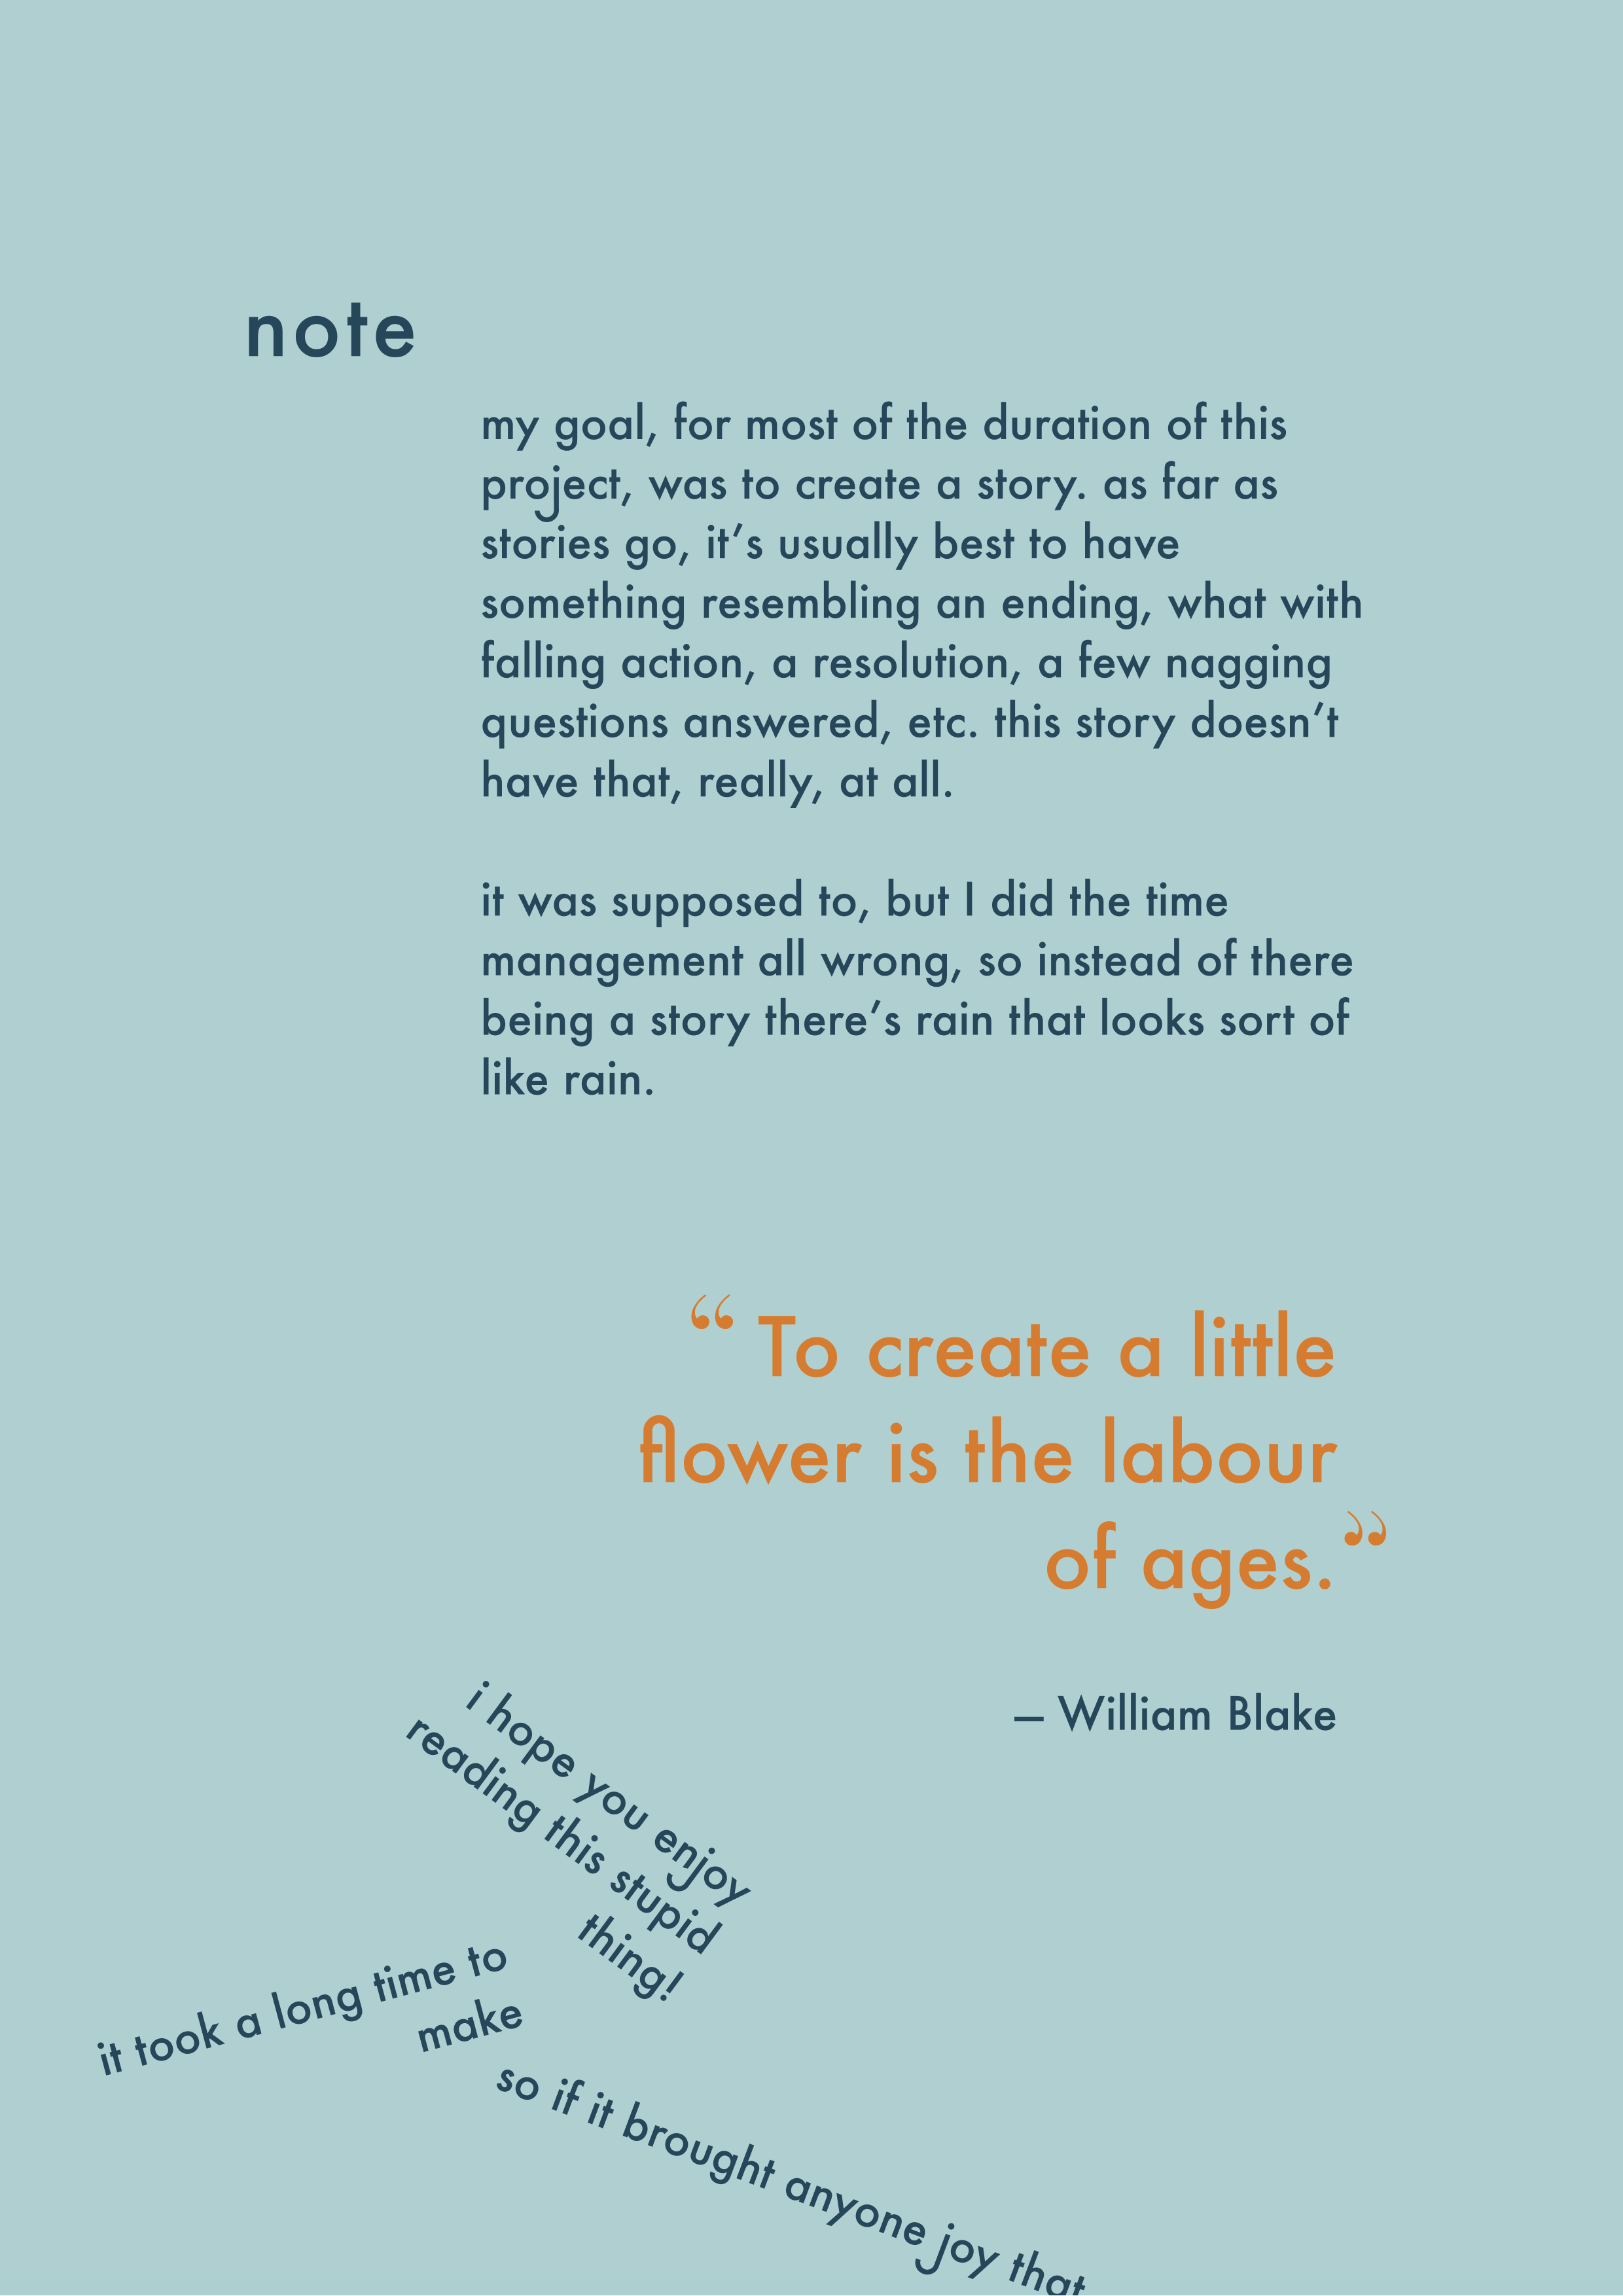 note
my goal, for most of the duration of this
project, was to create a story. as far as
stories go, it’s usually best to have
something resembling an ending, what with
falling action, a resolution, a few nagging
questions answered, etc. this story doesn’t
have that, really, at all.
it was supposed to, but I did the time
management all wrong, so instead of there
being a story there’s rain that looks sort of
like rain.
“ To create a little
flower is the labour
of ages.”
– William Blake
i hope you enjoy
reading this stupid
thing!
it took a long time to
make
so if it brought anyone joy that